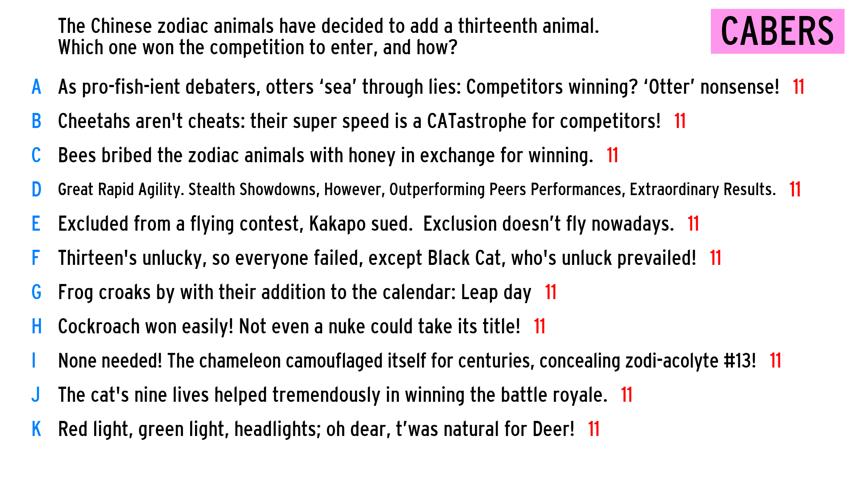 The Chinese zodiac animals have decided to add a thirteenth animal.
Which one won the competition to enter, and how?
CABERS
A As pro-fish-ient debaters, otters ‘sea’ through lies: Competitors winning? ‘Otter’ nonsense! 11
B Cheetahs aren't cheats: their super speed is a CATastrophe for competitors! 11
C Bees bribed the zodiac animals with honey in exchange for winning. 11
D Great Rapid Agility. Stealth Showdowns, However, Outperforming Peers Performances, Extraordinary Results. 11
E Excluded from a flying contest, Kakapo sued. Exclusion doesn’t fly nowadays. 11
F Thirteen's unlucky, so everyone failed, except Black Cat, who's unluck prevailed! 11
G Frog croaks by with their addition to the calendar: Leap day 11
H Cockroach won easily! Not even a nuke could take its title! 11
I None needed! The chameleon camouflaged itself for centuries, concealing zodi-acolyte #13! 11
J The cat's nine lives helped tremendously in winning the battle royale. 11
K Red light, green light, headlights; oh dear, t’was natural for Deer! 11